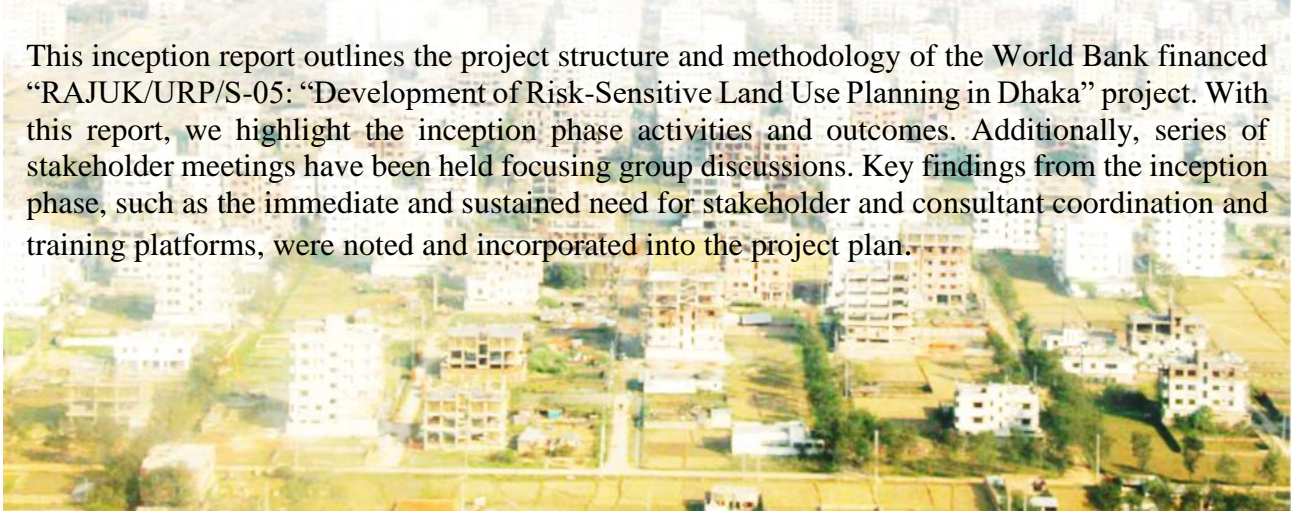 This inception report outlines the project structure and methodology of the World Bank financed
“RAJUK/URP/S-05: “Development of Risk-Sensitive Land Use Planning in Dhaka” project. With
this report, we highlight the inception phase activities and outcomes. Additionally, series of
stakeholder meetings have been held focusing group discussions. Key findings from the inception
phase, such as the immediate and sustained need for stakeholder and consultant coordination and
training platforms, were noted and incorporated into the project plan.